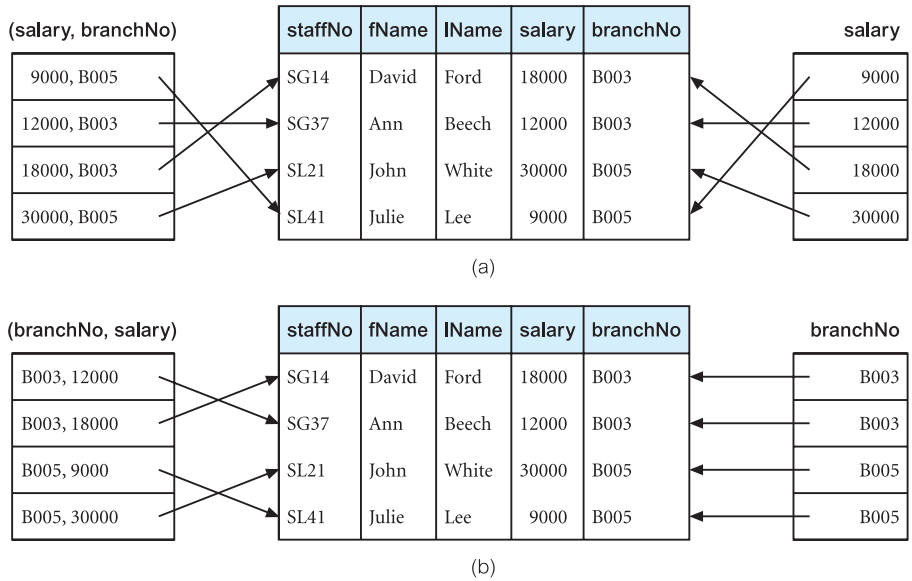 (salary, branchNo)
9000, B005
12000, B003
18000, B003
30000, B005
staffNo fName lName salary branchNo
SG14 David Ford 18000 B003
SG37 Ann Beech 12000 B003
SL21 John White 30000 B005
SL41 Julie Lee 9000 B005
salary
9000
12000
18000
30000
(a)
(branchNo, salary)
B003, 12000
B003, 18000
B005, 9000
B005, 30000
staffNo fName lName salary branchNo
SG14 David Ford 18000 B003
SG37 Ann Beech 12000 B003
SL21 John White 30000 B005
SL41 Julie Lee 9000 B005
branchNo
B003
B003
B005
B005
(b)